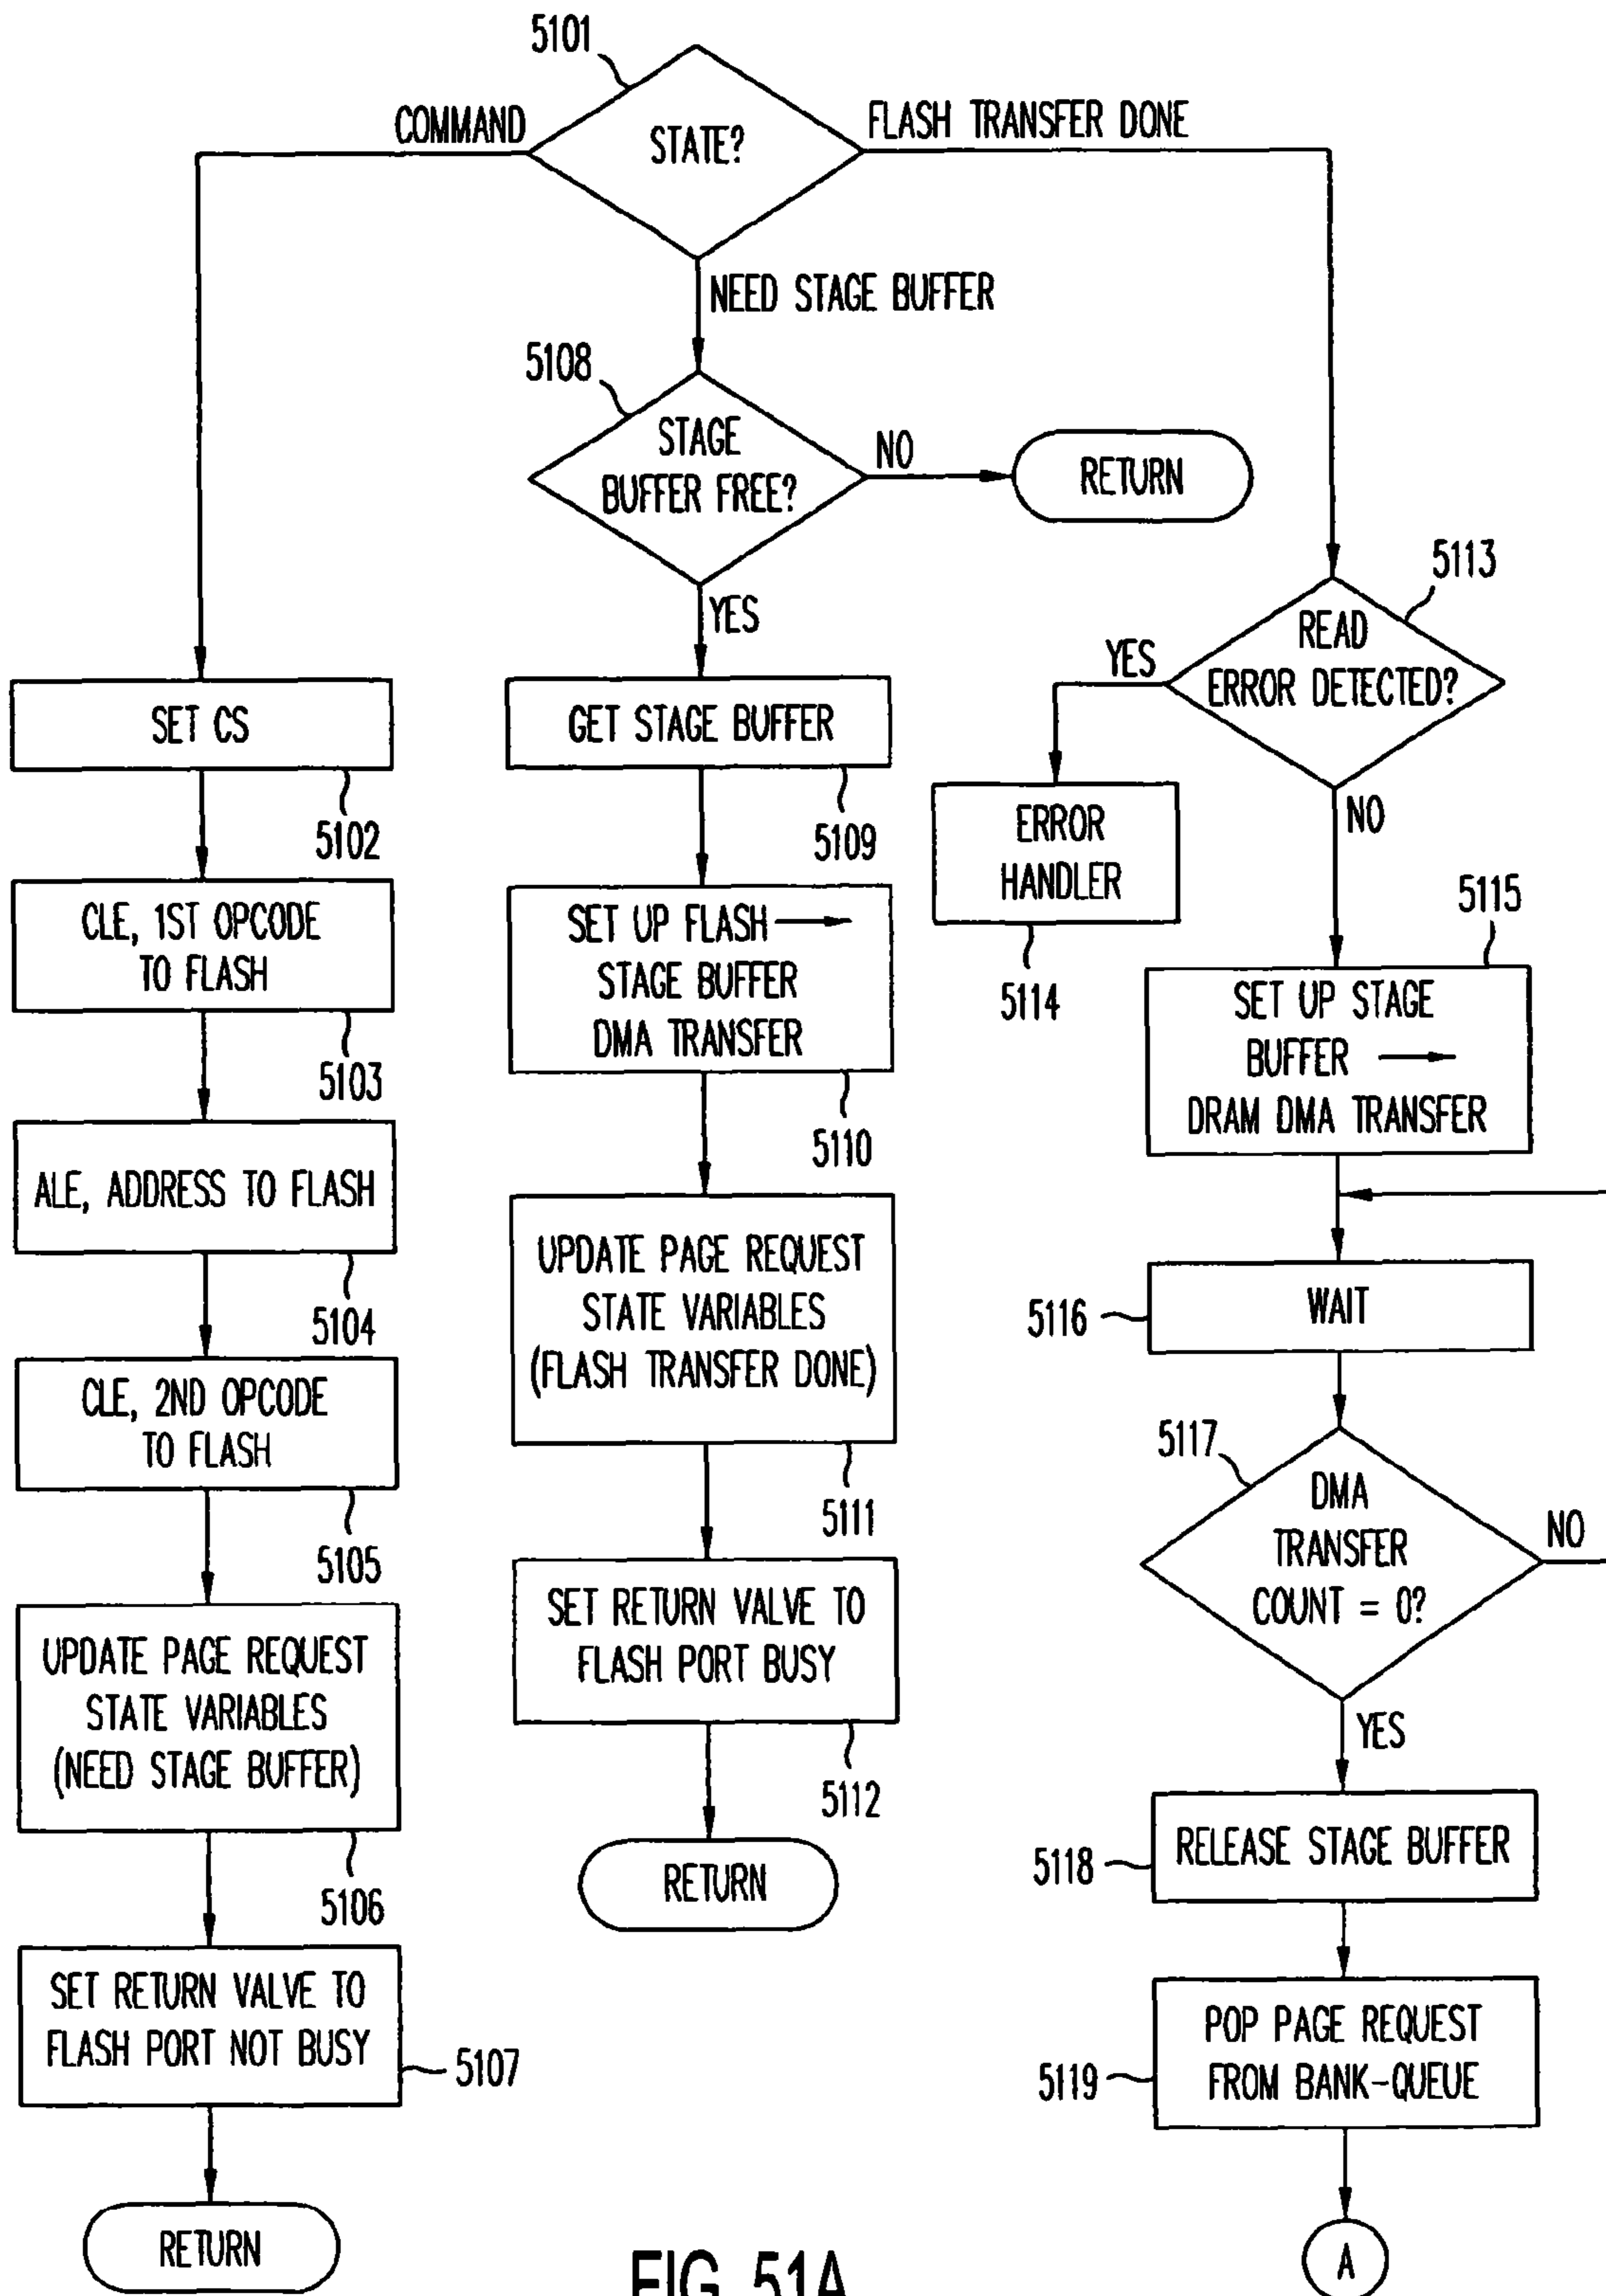 5101
COMMAND
STATE?
FLASH TRANSFER DONE
NEED STAGE BUFFER
5108
STAGE
BUFFER FREE?
NO
RETURN
YES
SET CS
5102
CLE, 1ST OPCODE
TO FLASH
5103
ALE, ADDRESS TO FLASH
5104
CLE, 2ND OPCODE
TO FLASH
5105
UPDATE PAGE REQUEST
STATE VARIABLES
(NEED STAGE BUFFER)
5106
SET RETURN VALVE TO
FLASH PORT NOT BUSY
5107
RETURN
GET STAGE BUFFER
5109
SET UP FLASH →
STAGE BUFFER
DMA TRANSFER
5110
UPDATE PAGE REQUEST
STATE VARIABLES
(FLASH TRANSFER DONE)
5111
SET RETURN VALVE TO
FLASH PORT BUSY
5112
RETURN
5113
READ
ERROR DETECTED?
YES
ERROR
HANDLER
5114
NO
5115
SET UP STAGE
BUFFER →
DRAM DMA TRANSFER
5116
WAIT
5117
DMA
TRANSFER
COUNT = 0?
NO
YES
5118
RELEASE STAGE BUFFER
5119
POP PAGE REQUEST
FROM BANK-QUEUE
A
FIG. 51A